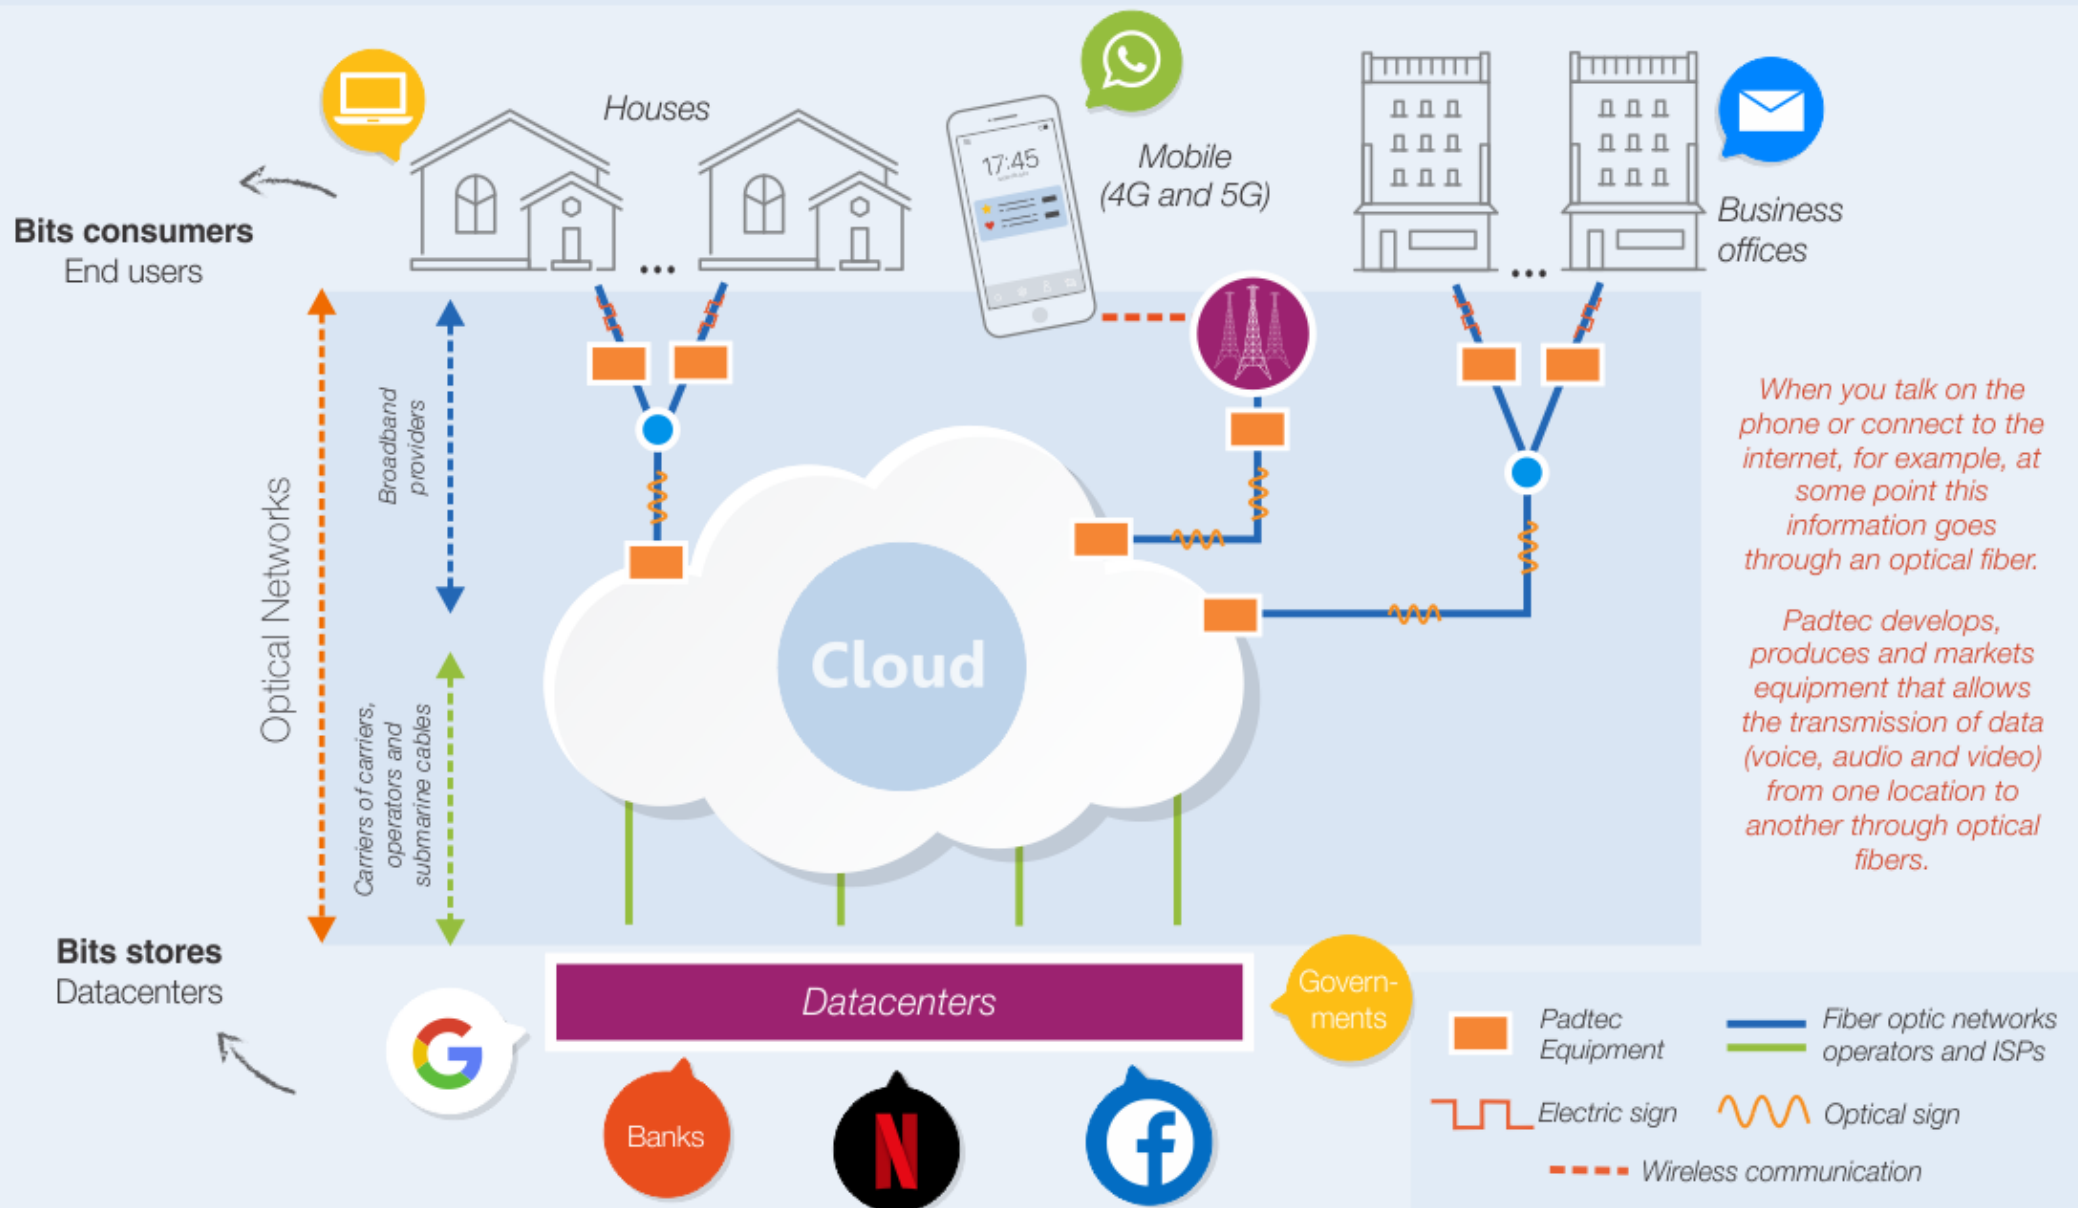 Houses
17:45
Mobile
(4G and 5G)
Business
offices
Bits consumers
End users
Optical Networks
Broadband
providers
Carriers of carriers,
operators and
submarine cables
Cloud
When you talk on the
phone or connect to the
internet, for example, at
some point this
information goes
through an optical fiber.
Padtec develops,
produces and markets
equipment that allows
the transmission of data
(voice, audio and video)
from one location to
another through optical
fibers.
Bits stores
Datacenters
Datacenters
Govern-
ments
G
Banks
N
f
Padtec
Equipment
Fiber optic networks
operators and ISPs
Electric sign
Optical sign
Wireless communication